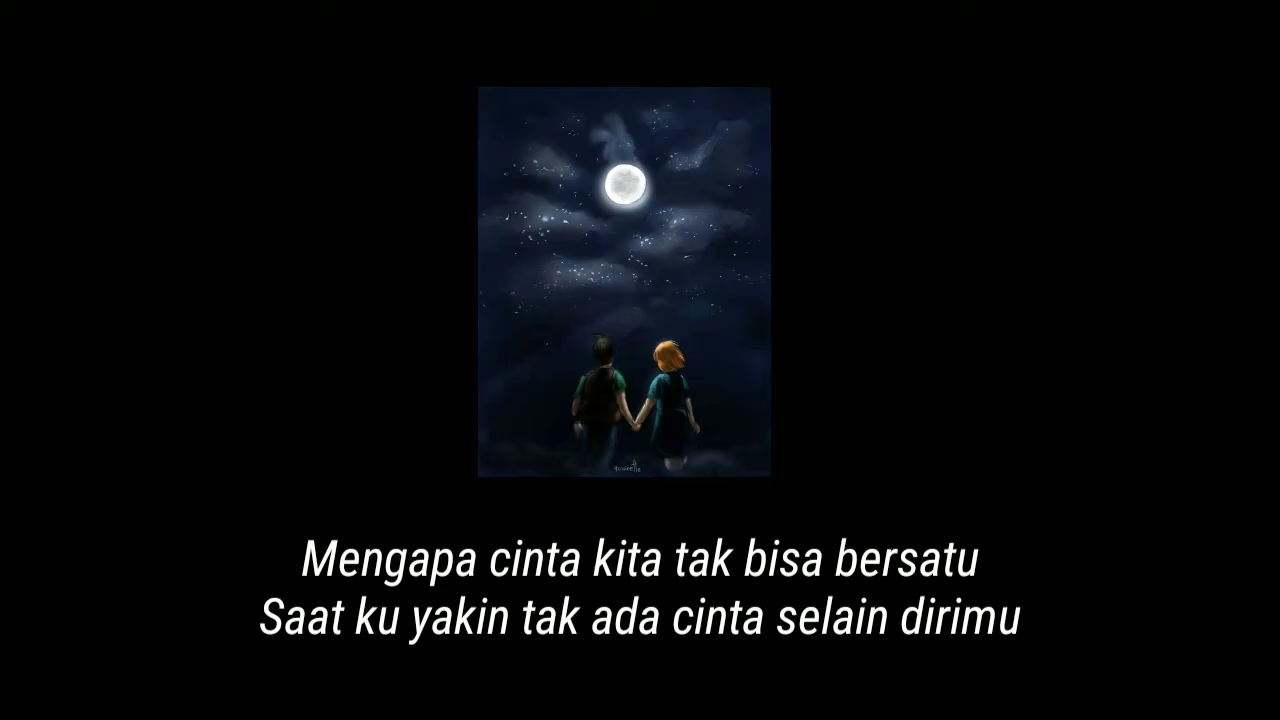 Mengapa cinta kita tak bisa bersatu
Saat ku yakin tak ada cinta selain dirimu